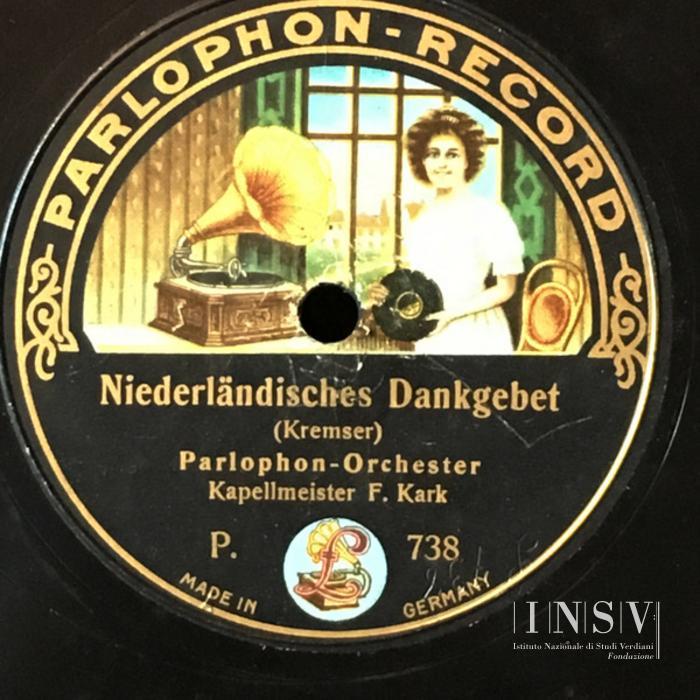 PARLOPHON-RECORD
Niederländisches Dankgebet
(Kremser)
Parlophon-Orchester
Kapellmeister F. Kark
P. £ 738
MADE IN GERMANY
INSV
Istituto Nazionale di Studi Verdiani
Fondazione